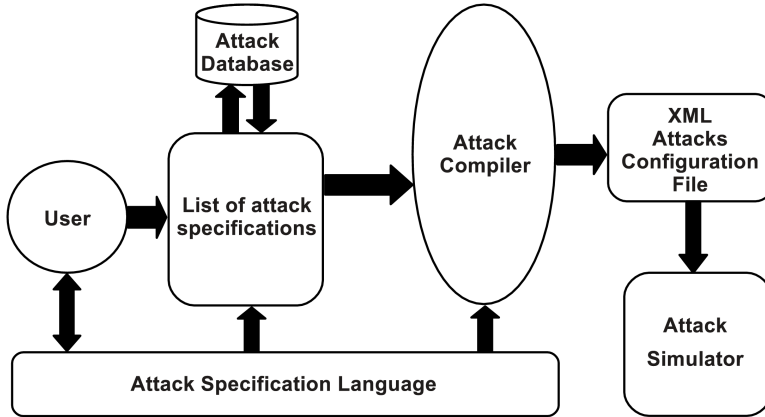 Attack
Database
User
List of attack
specifications
Attack
Compiler
XML
Attacks
Configuration
File
Attack
Simulator
Attack Specification Language